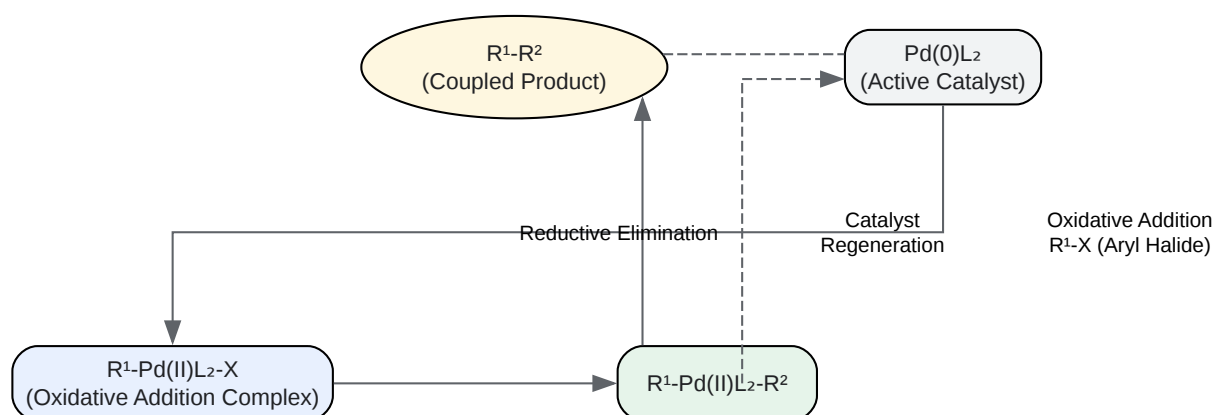 R¹-R²
(Coupled Product)
Pd(0)L₂
(Active Catalyst)
Reductive Elimination
Catalyst
Regeneration
Oxidative Addition
R¹-X (Aryl Halide)
R¹-Pd(II)L₂-X
(Oxidative Addition Complex)
R¹-Pd(II)L₂-R²